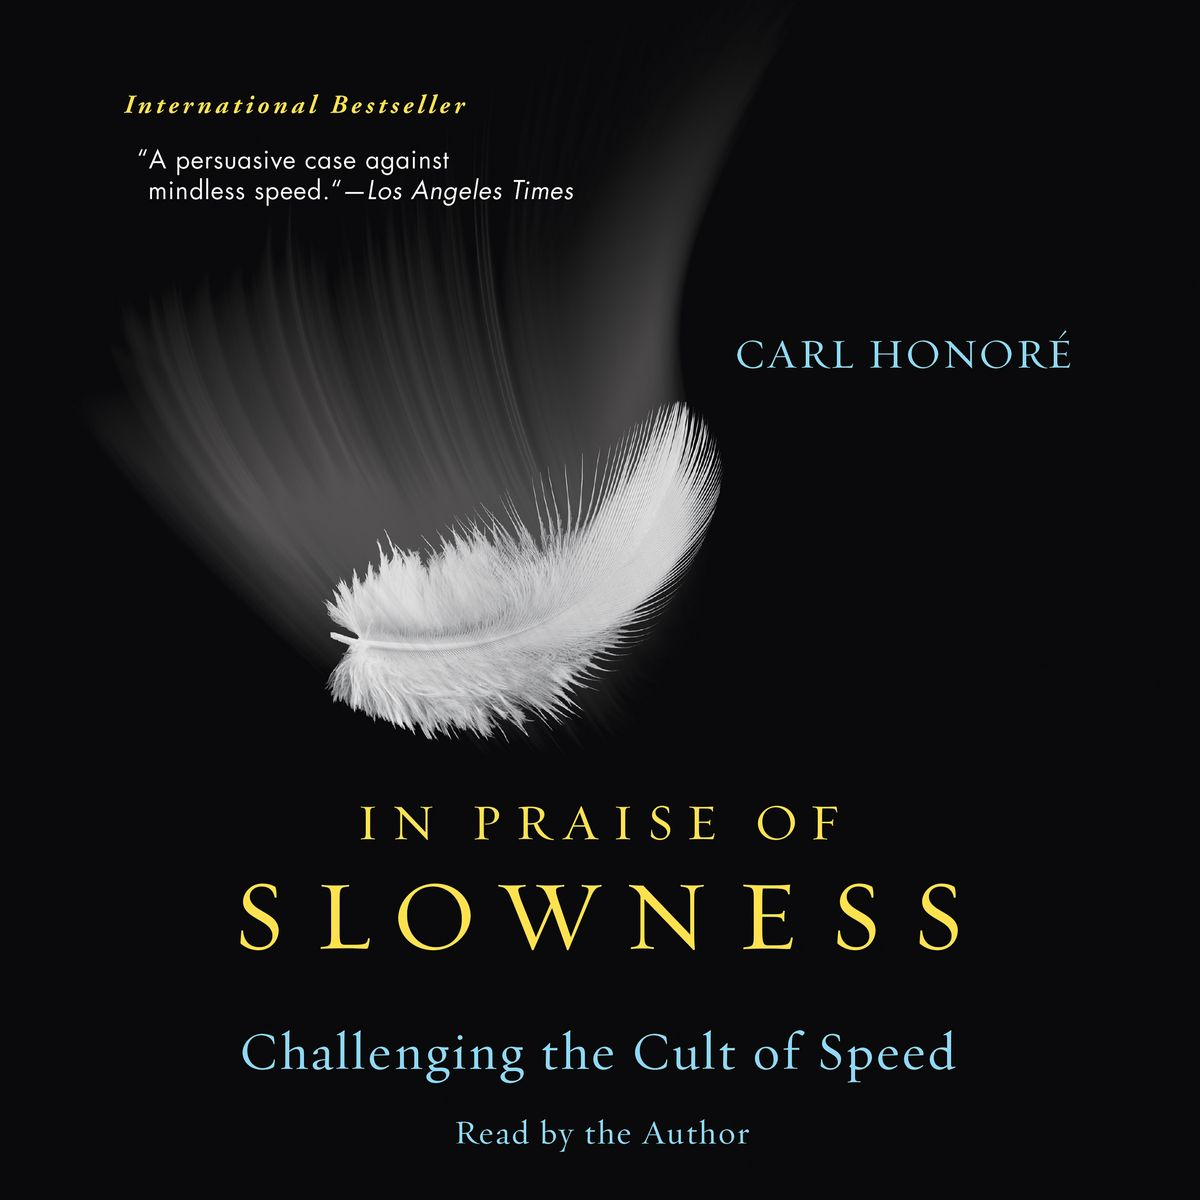 International Bestseller
“A persuasive case against
mindless speed.“—Los Angeles Times
CARL HONORÉ
IN PRAISE OF
SLOWNESS
Challenging the Cult of Speed
Read by the Author